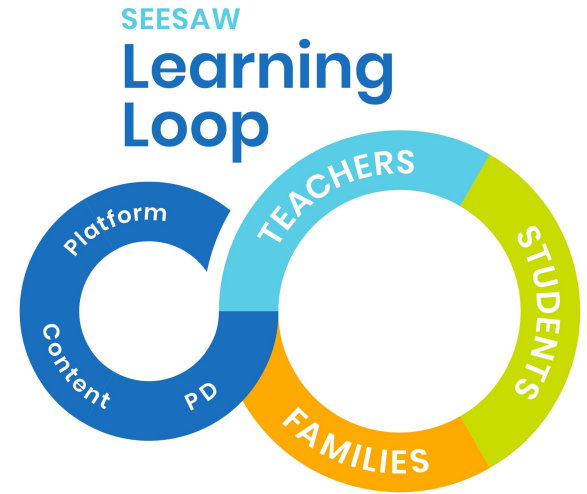 SEESAW
Learning
Loop
Platform
Content
PD
TEACHERS
STUDENTS
FAMILIES